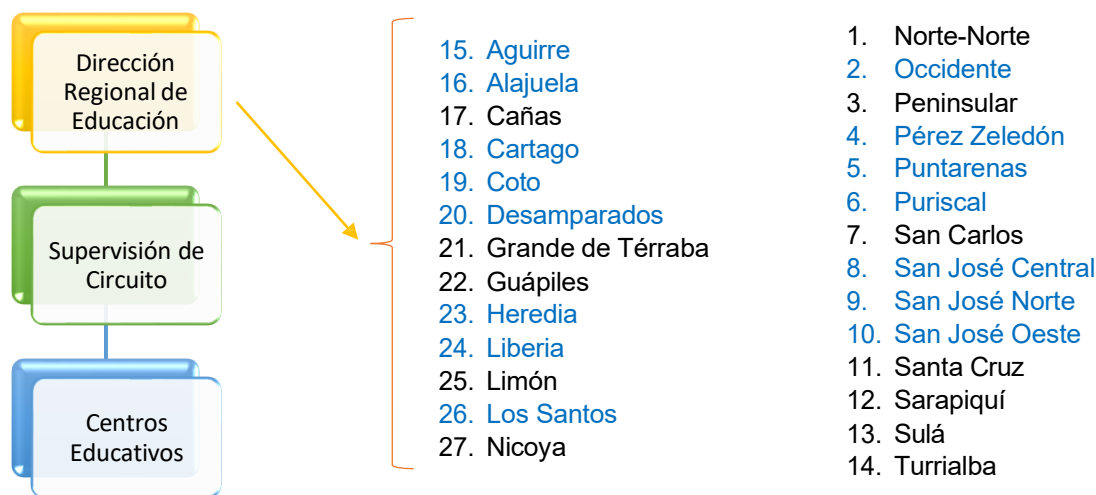 Dirección
Regional de
Educación
Supervisión de
Circuito
Centros
Educativos
15. Aguirre
16. Alajuela
17. Cañas
18. Cartago
19. Coto
20. Desamparados
21. Grande de Térraba
22. Guápiles
23. Heredia
24. Liberia
25. Limón
26. Los Santos
27. Nicoya
1. Norte-Norte
2. Occidente
3. Peninsular
4. Pérez Zeledón
5. Puntarenas
6. Puriscal
7. San Carlos
8. San José Central
9. San José Norte
10. San José Oeste
11. Santa Cruz
12. Sarapiquí
13. Sulá
14. Turrialba